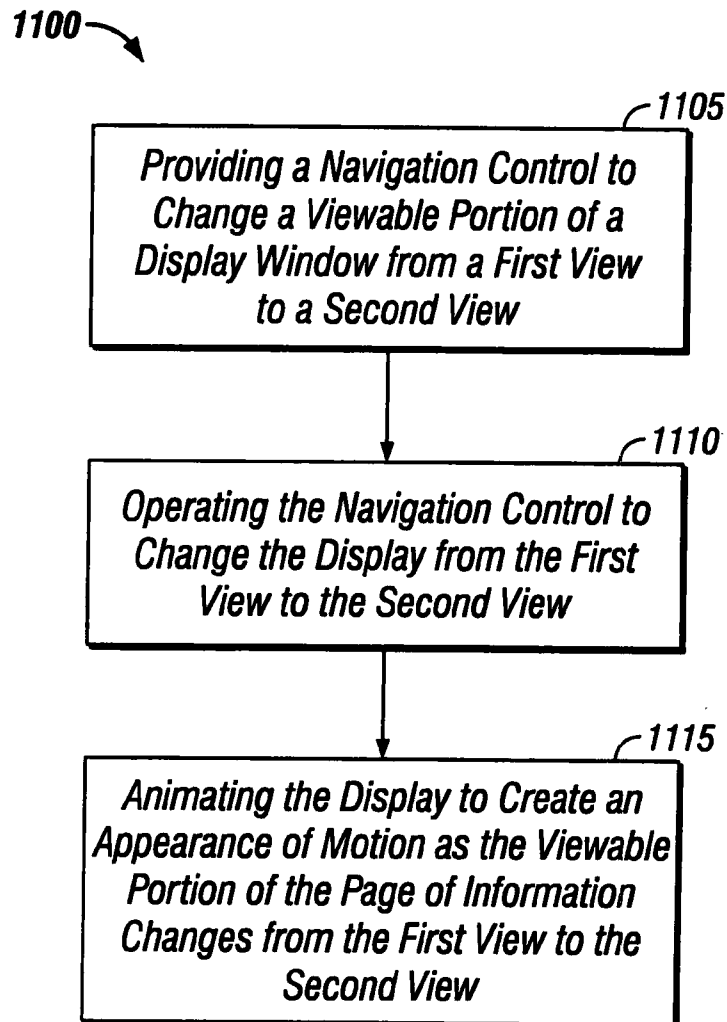 1100
1105
Providing a Navigation Control to
Change a Viewable Portion of a
Display Window from a First View
to a Second View
1110
Operating the Navigation Control to
Change the Display from the First
View to the Second View
1115
Animating the Display to Create an
Appearance of Motion as the Viewable
Portion of the Page of Information
Changes from the First View to the
Second View